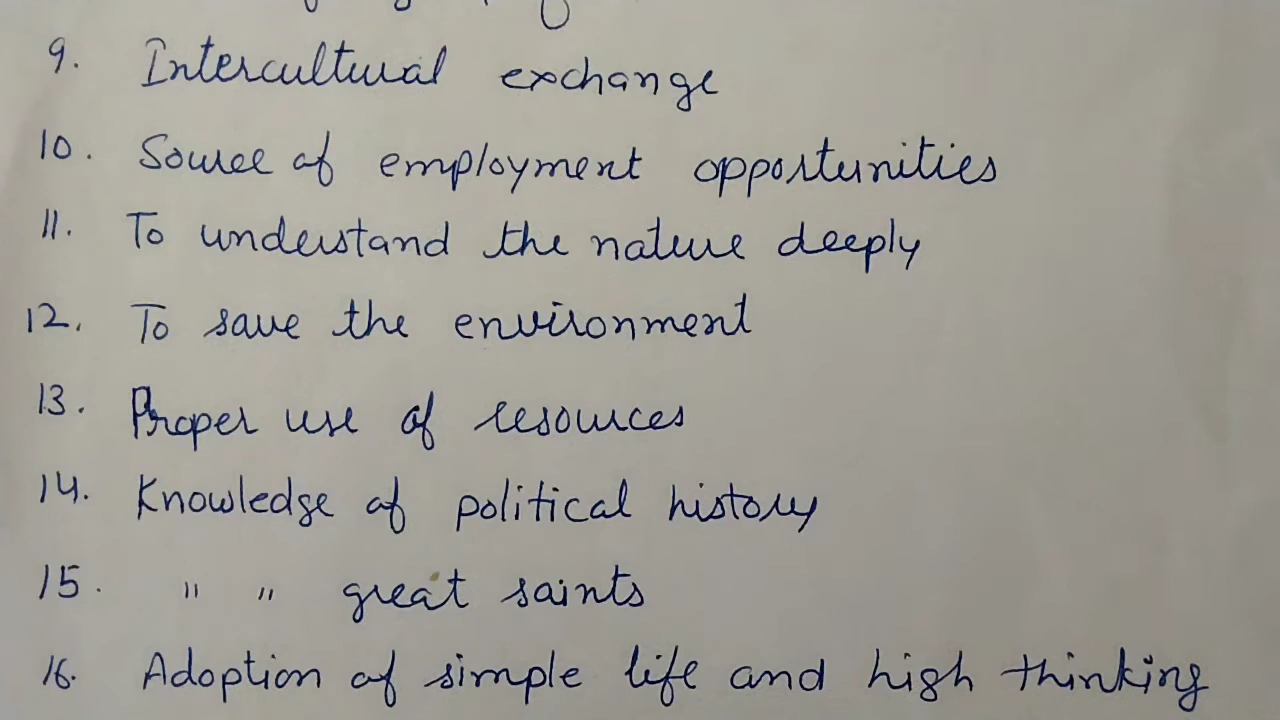 9. Intercultural exchange
10. Source of employment opportunities
11. To understand the nature deeply
12. To save the environment
13. Proper use of resources
14. Knowledge of political history
15. " " great saints
16. Adoption of simple life and high thinking